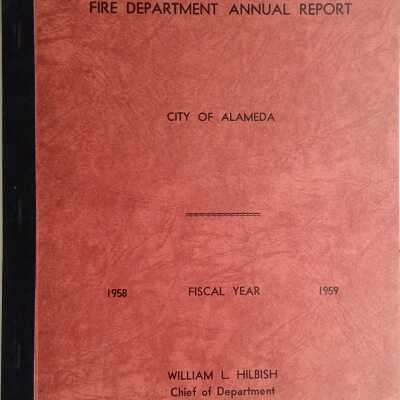 FIRE DEPARTMENT ANNUAL REPORT
CITY OF ALAMEDA
1958 FISCAL YEAR 1959
WILLIAM L. HILBISH
Chief of Department